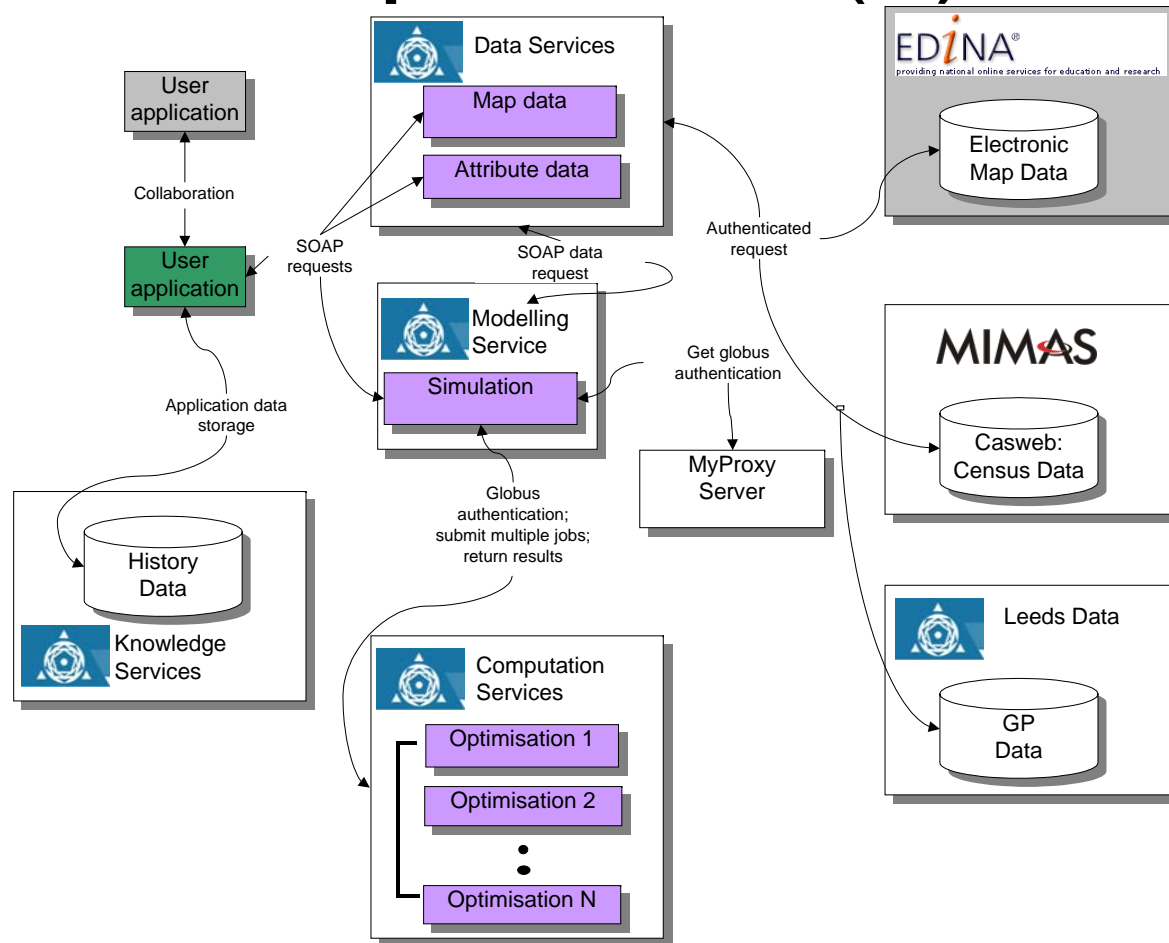 Data Services
Map data
Attribute data
User
application
Collaboration
User
application
SOAP
requests
SOAP data
request
Authenticated
request
EDiNA®
providing national online services for education and research
Electronic
Map Data
Modelling
Service
Simulation
Get globus
authentication
MyProxy
Server
MIMAS
Casweb:
Census Data
Application data
storage
History
Data
Knowledge
Services
Globus
authentication;
submit multiple jobs;
return results
Computation
Services
Optimisation 1
Optimisation 2
Optimisation N
Leeds Data
GP
Data